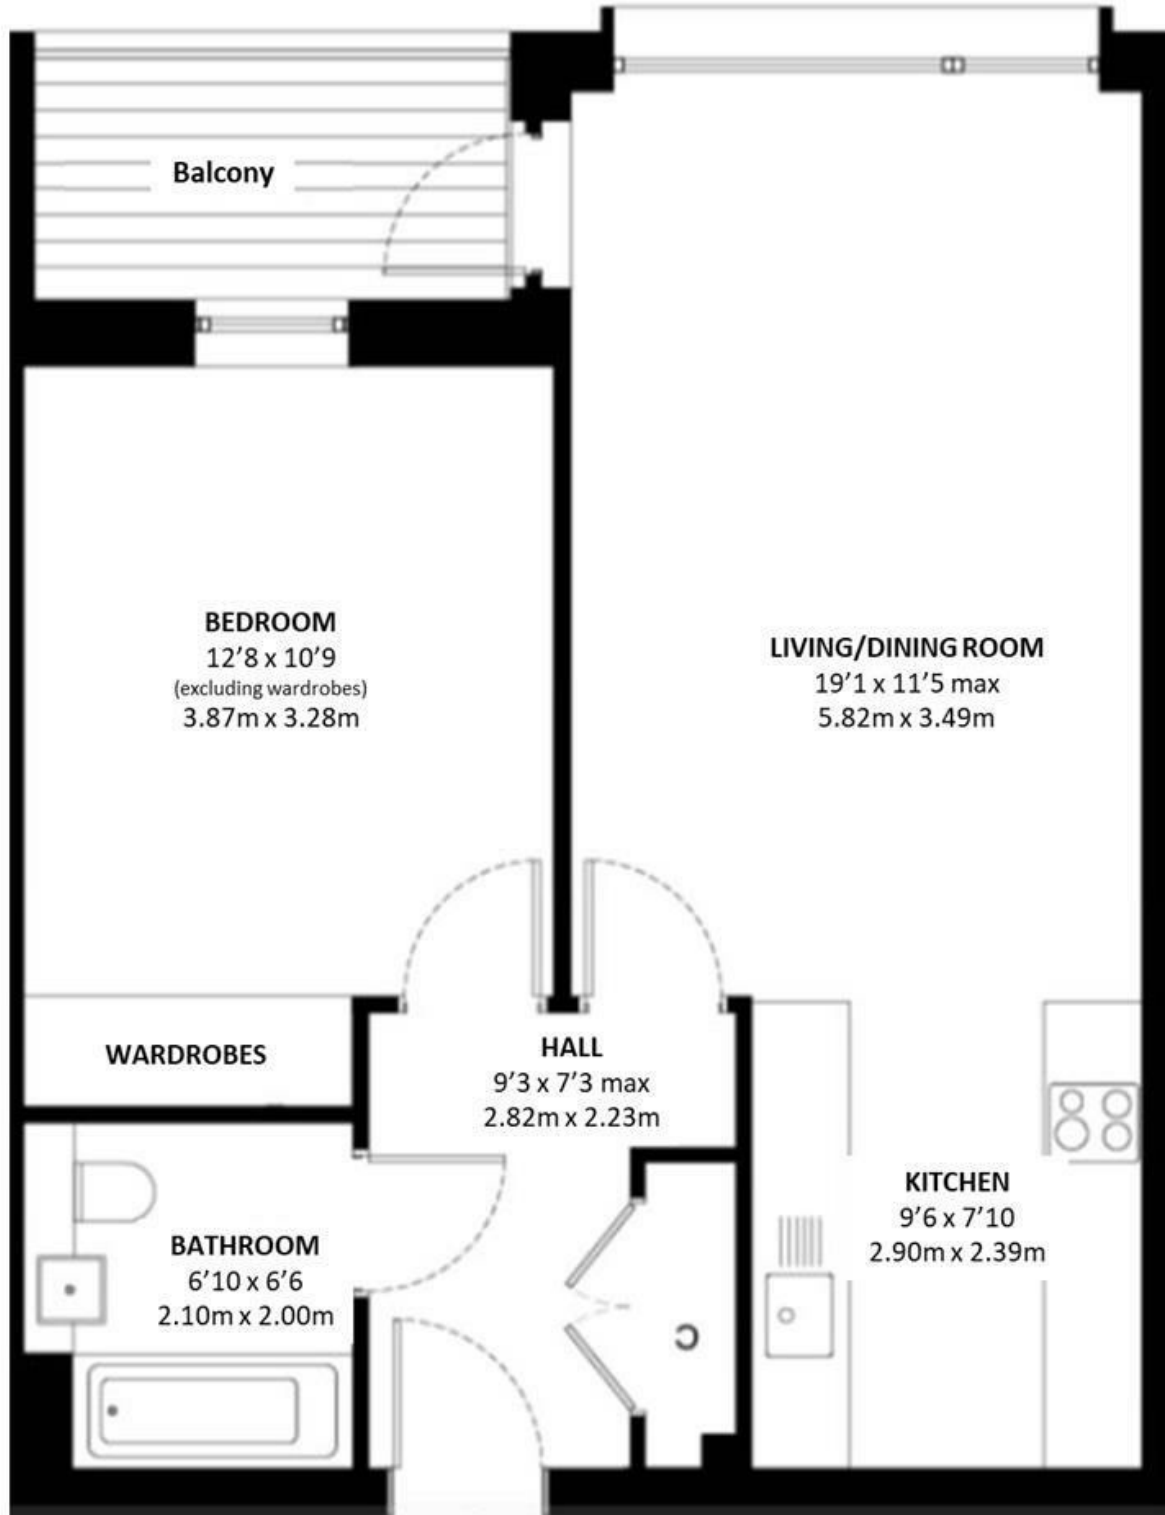 Balcony
BEDROOM
12’8 x 10’9
(excluding wardrobes)
3.87m x 3.28m
LIVING/DINING ROOM
19’1 x 11’5 max
5.82m x 3.49m
WARDROBES
HALL
9’3 x 7’3 max
2.82m x 2.23m
KITCHEN
9’6 x 7’10
2.90m x 2.39m
BATHROOM
6’10 x 6’6
2.10m x 2.00m
C